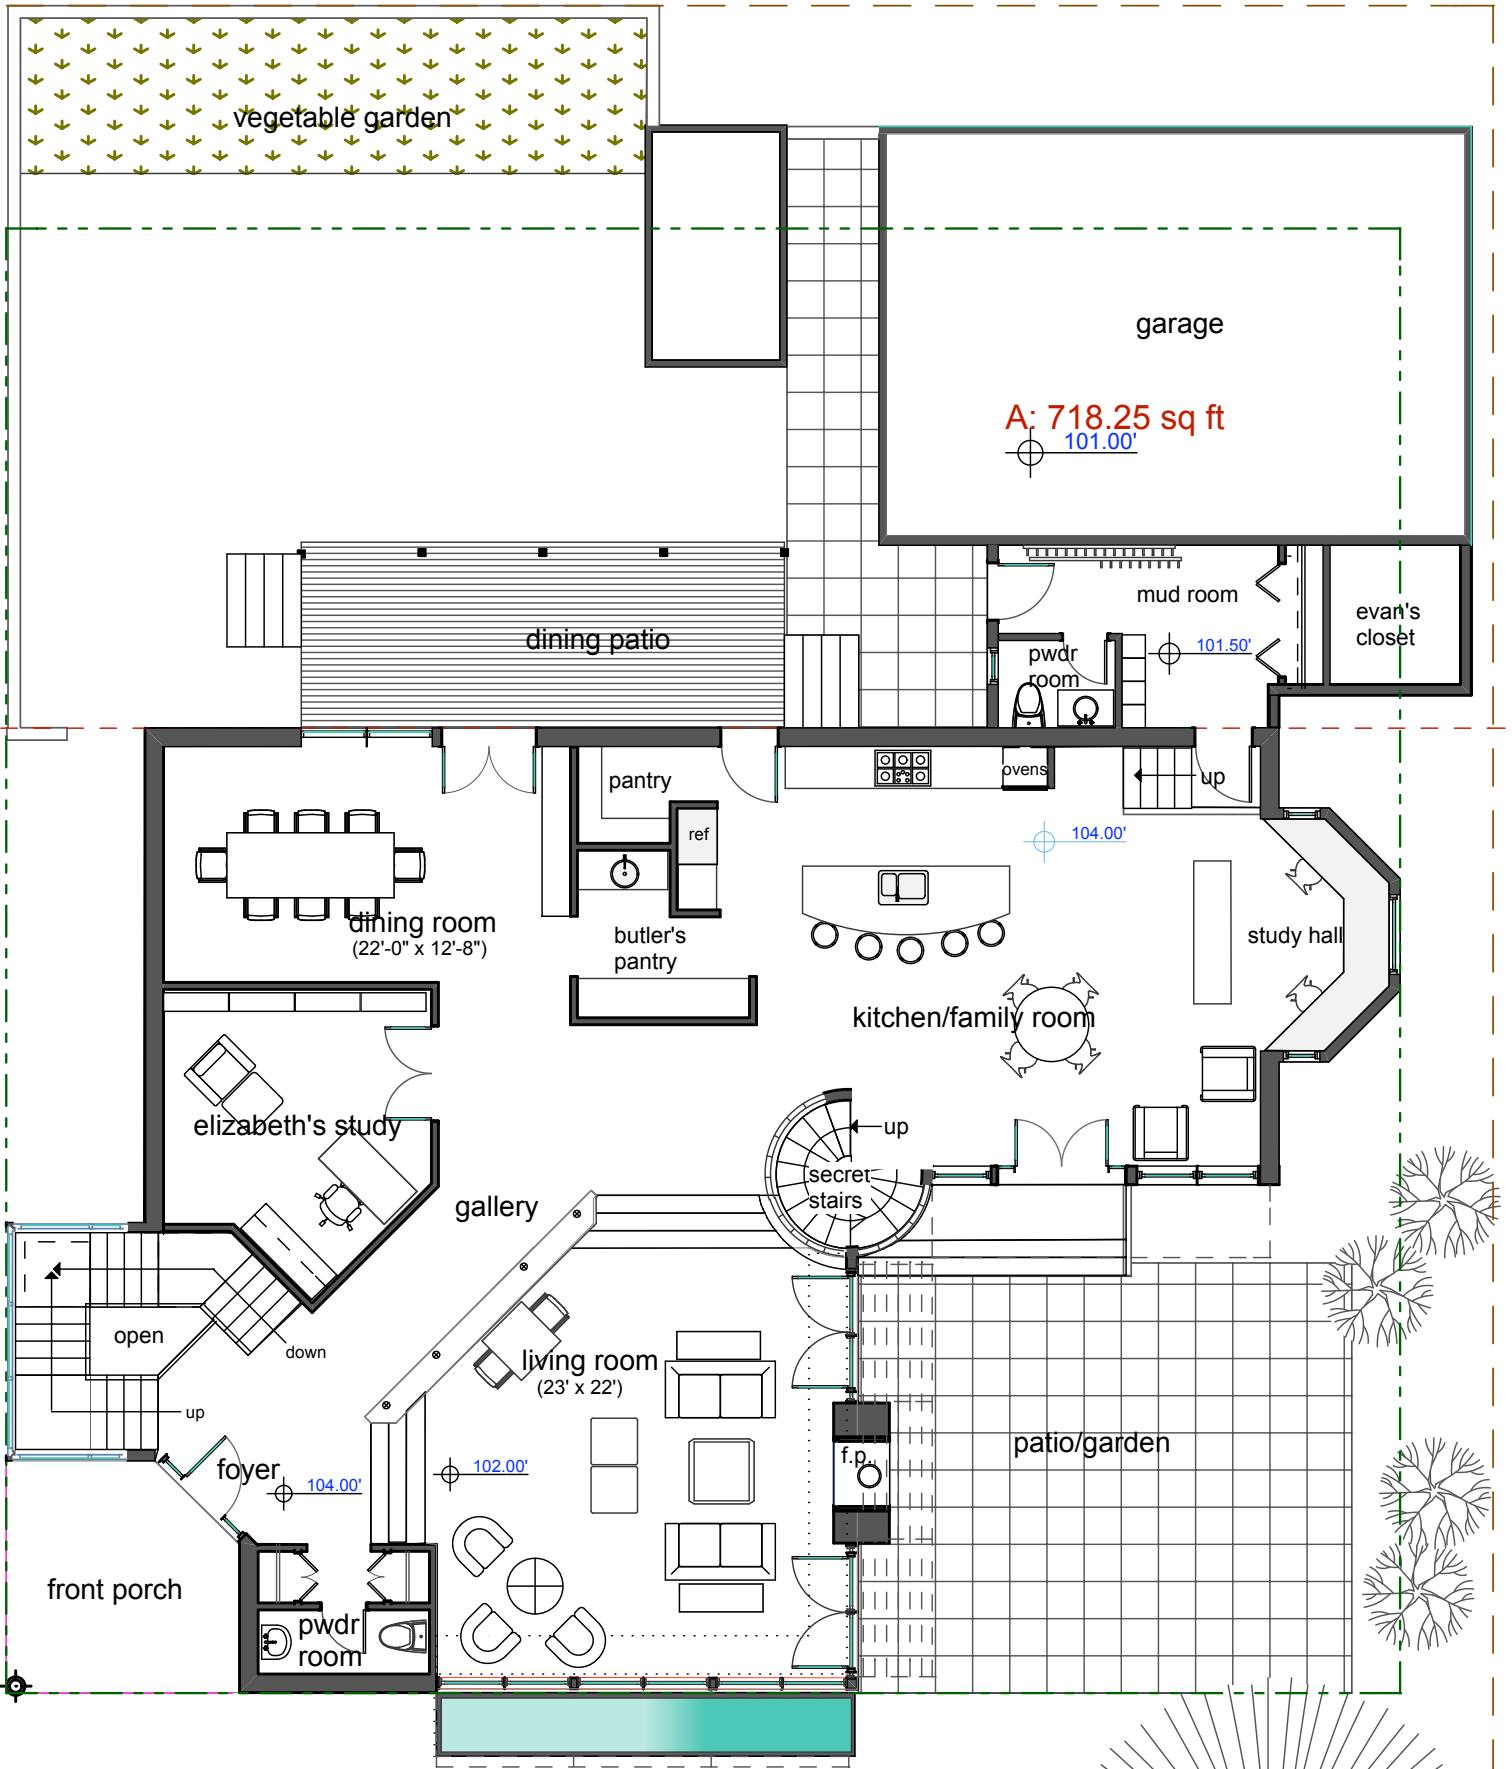 vegetable garden
garage
A: 718.25 sq ft
101.00'
mud room
evan's
closet
dining patio
pwdr
room
101.50'
pantry
ovens
up
ref
104.00'
dining room
(22'-0" x 12'-8")
butler's
pantry
study hall
kitchen/family room
elizabeth's study
up
secret
stairs
gallery
open
down
living room
(23' x 22')
up
foyer
104.00'
102.00'
f.p.
patio/garden
front porch
pwdr
room